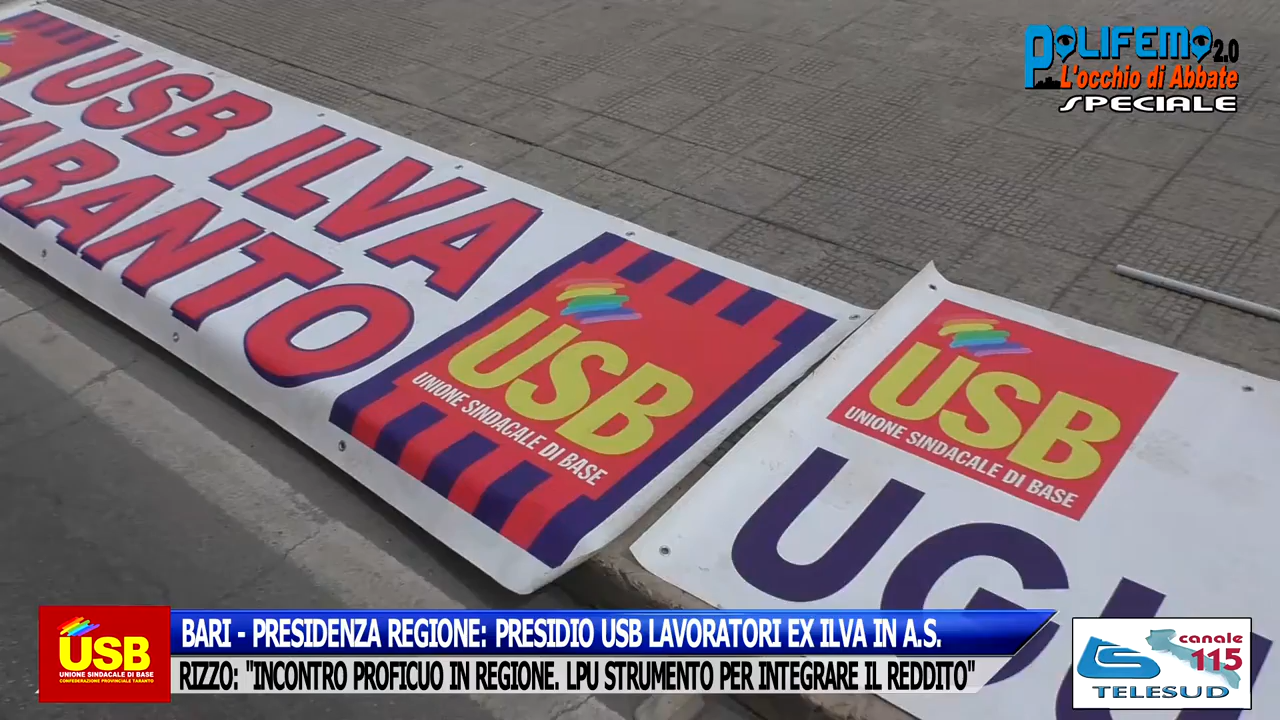 POLIFEMO 2.0
L'occhio di Abbate
SPECIALE
USB ILVA
TARANTO
USB
UNIONE SINDACALE DI BASE
USB
UNIONE SINDACALE DI BASE
USB
UNIONE SINDACALE DI BASE
CONFEDERAZIONE PROVINCIALE TARANTO
BARI - PRESIDENZA REGIONE: PRESIDIO USB LAVORATORI EX ILVA IN A.S.
RIZZO: "INCONTRO PROFICUO IN REGIONE. LPU STRUMENTO PER INTEGRARE IL REDDITO"
canale
115
TELESUD